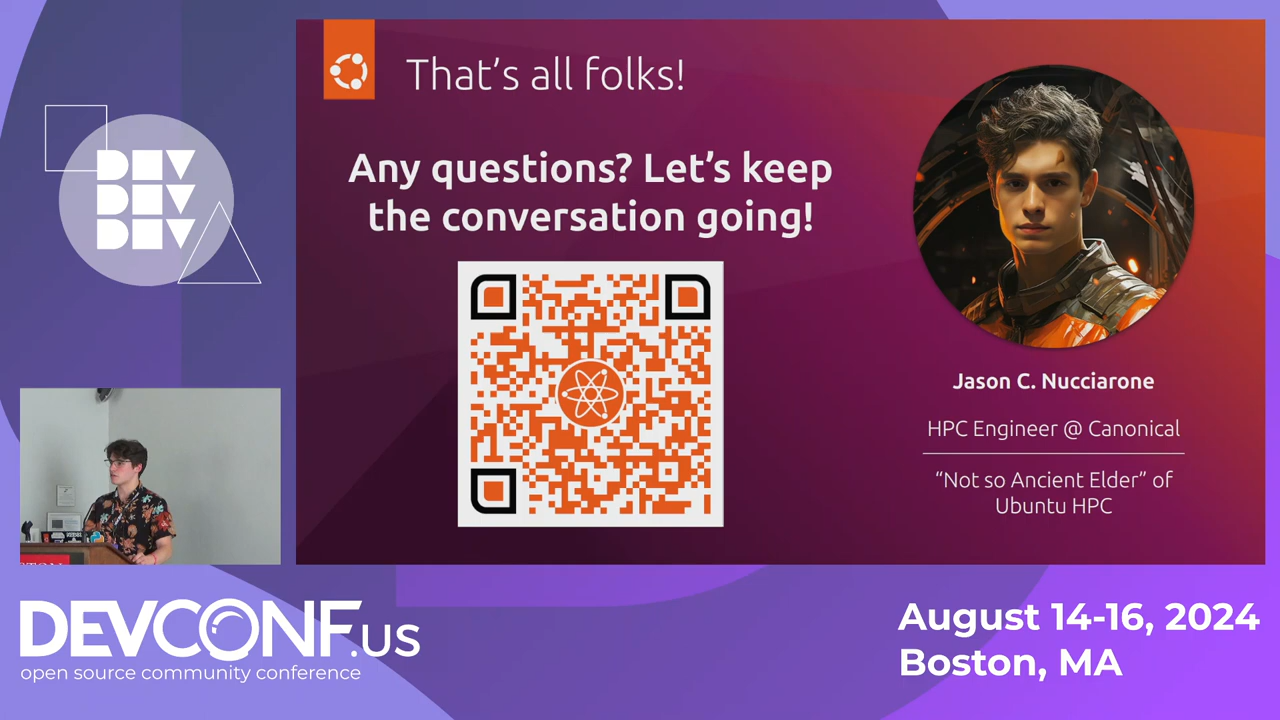 That's all folks!
Any questions? Let's keep
the conversation going!
Jason C. Nucciarone
HPC Engineer @ Canonical
“Not so Ancient Elder” of
Ubuntu HPC
DEV
DEV
DEV
DEVCONF.US
open source community conference
August 14-16, 2024
Boston, MA